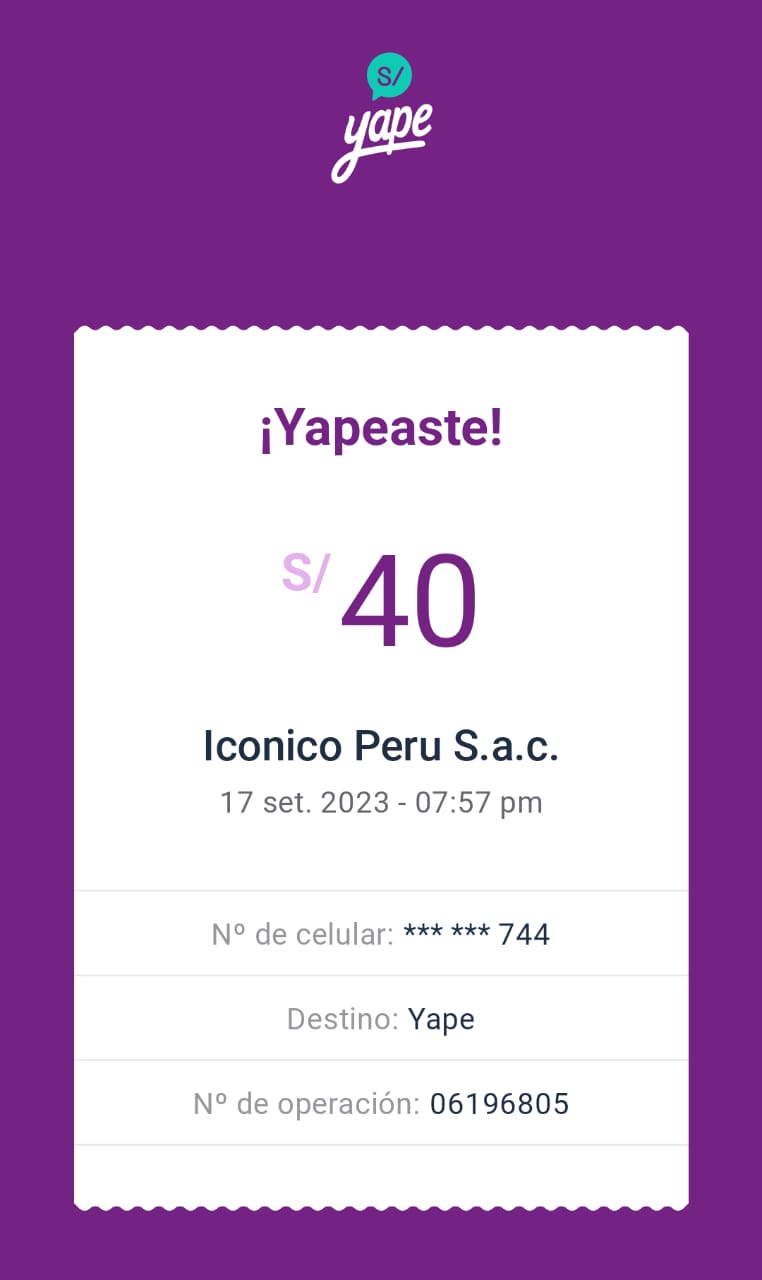 S/
yape
¡Yapeaste!
S/ 40
Iconico Peru S.a.c.
17 set. 2023 - 07:57 pm
Nº de celular: *** *** 744
Destino: Yape
Nº de operación: 06196805